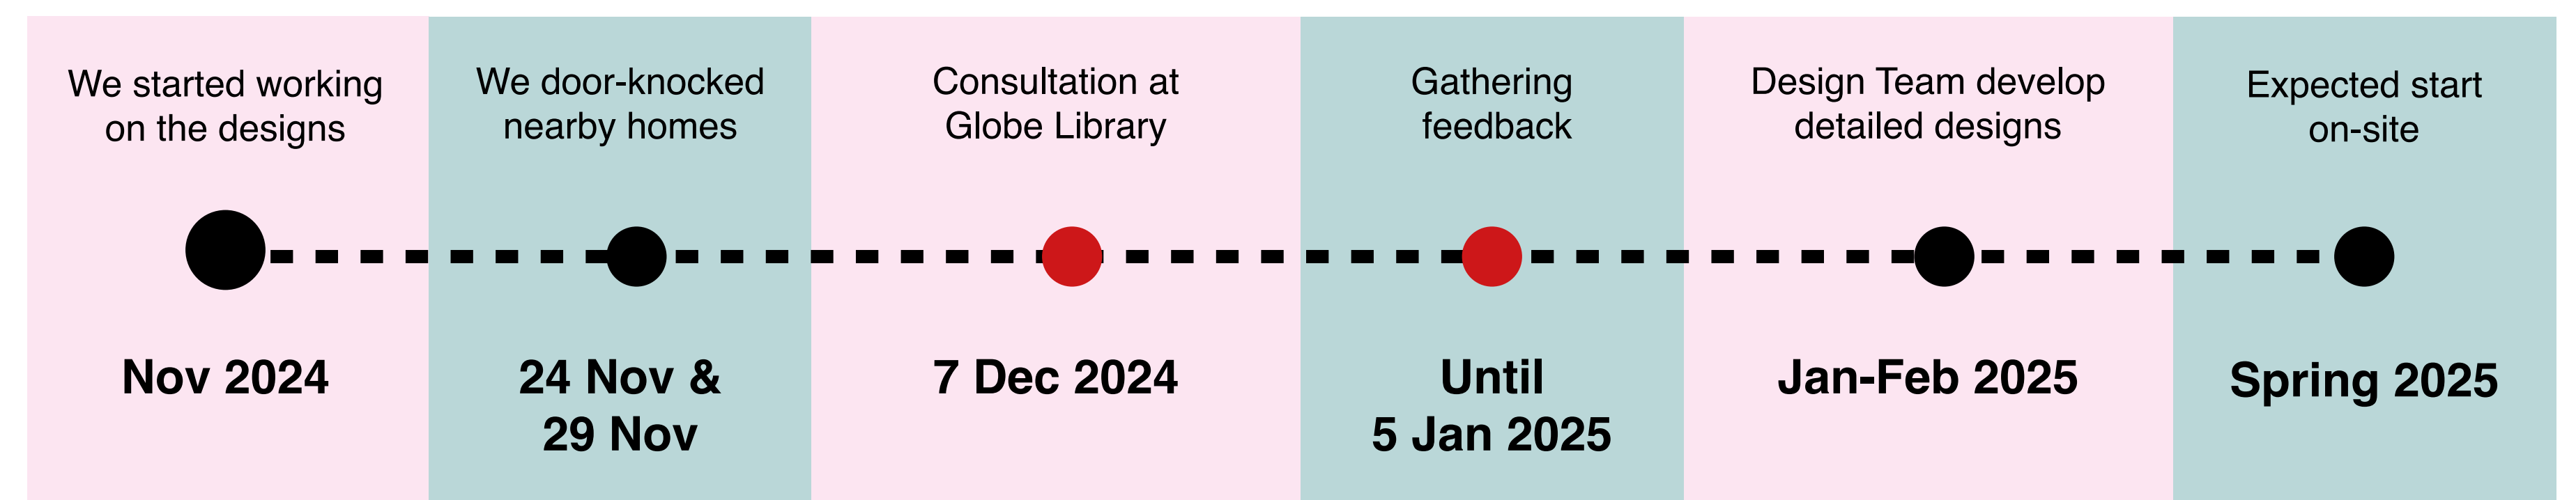 We started working
on the designs
Nov 2024
We door-knocked
nearby homes
24 Nov &
29 Nov
Consultation at
Globe Library
7 Dec 2024
Gathering
feedback
Until
5 Jan 2025
Design Team develop
detailed designs
Jan-Feb 2025
Expected start
on-site
Spring 2025